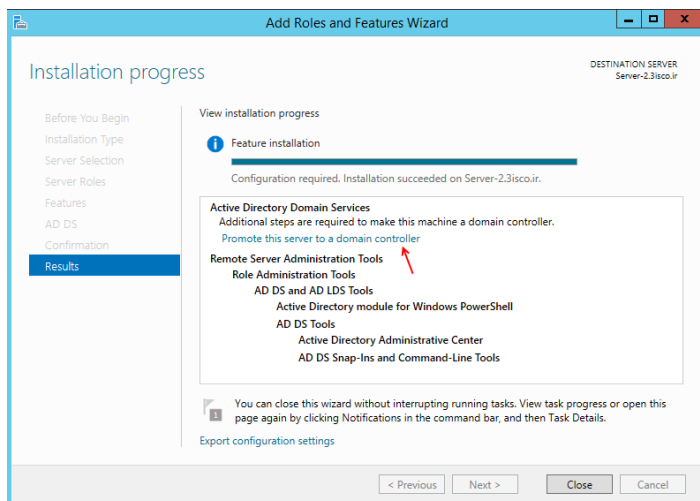 Add Roles and Features Wizard
Installation progress
DESTINATION SERVER
Server-2.3isco.ir
Before You Begin
Installation Type
Server Selection
Server Roles
Features
AD DS
Confirmation
Results
View installation progress
Feature installation
Configuration required. Installation succeeded on Server-2.3isco.ir.
Active Directory Domain Services
Additional steps are required to make this machine a domain controller.
Promote this server to a domain controller
Remote Server Administration Tools
Role Administration Tools
AD DS and AD LDS Tools
Active Directory module for Windows PowerShell
AD DS Tools
Active Directory Administrative Center
AD DS Snap-Ins and Command-Line Tools
1
You can close this wizard without interrupting running tasks. View task progress or open this
page again by clicking Notifications in the command bar, and then Task Details.
Export configuration settings
< Previous
Next >
Close
Cancel